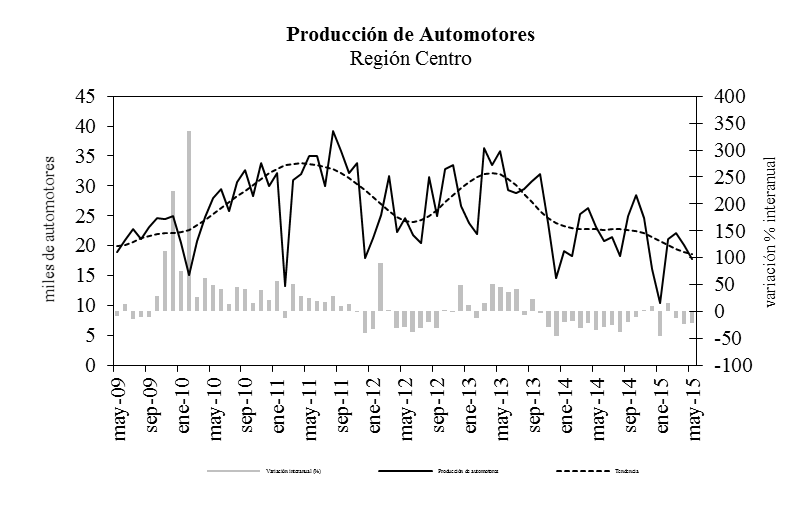 Producción de Automotores
Región Centro
miles de automotores
45
40
35
30
25
20
15
10
5
0
400
350
300
250
200
150
100
50
0
-50
-100
variación % interanual
may-09
sep-09
ene-10
may-10
sep-10
ene-11
may-11
sep-11
ene-12
may-12
sep-12
ene-13
may-13
sep-13
ene-14
may-14
sep-14
ene-15
may-15
Variación interanual (%)
Producción de automotores
Tendencia